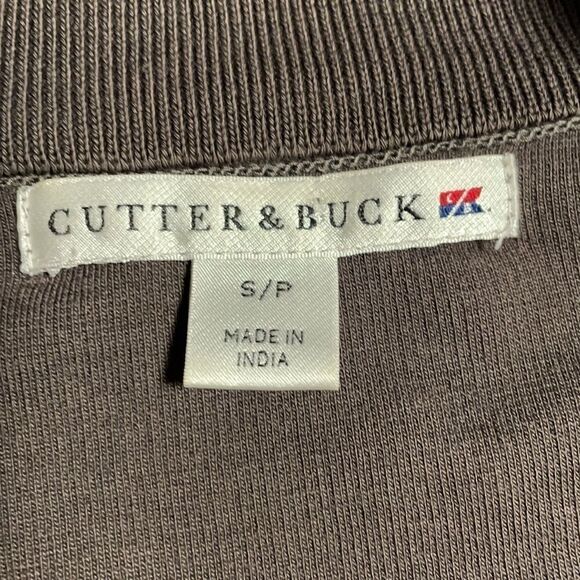 CUTTER & BUCK
S/P
MADE IN
INDIA